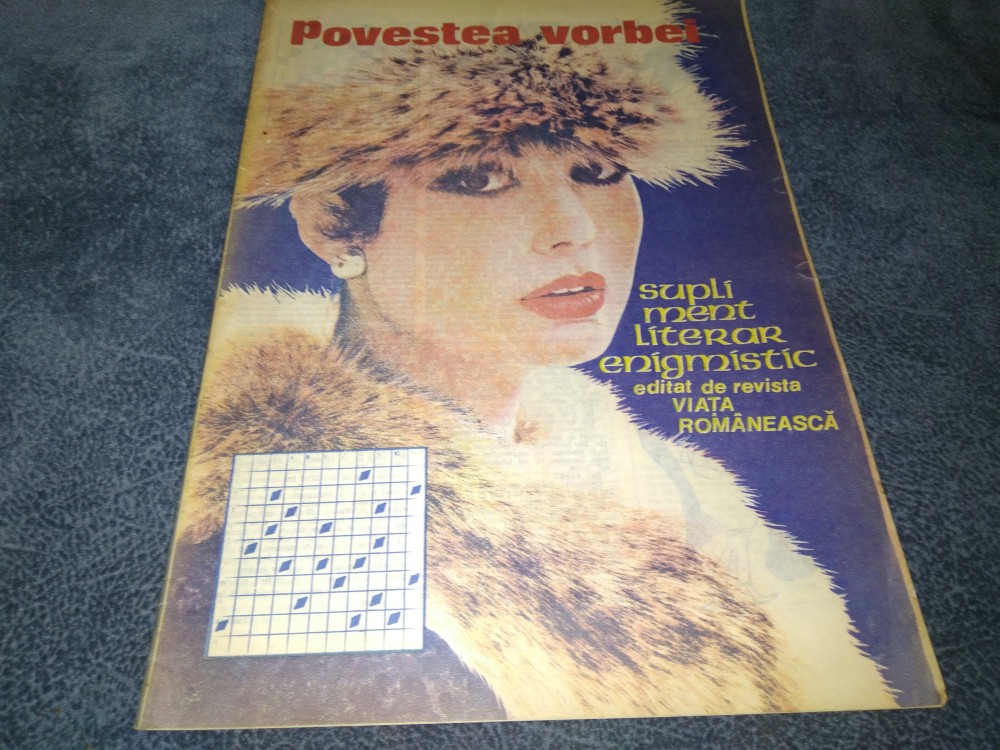 Povestea vorbei
supli
ment
literar
enigmistic
editat de revista
VIAȚA
ROMÂNEASCĂ